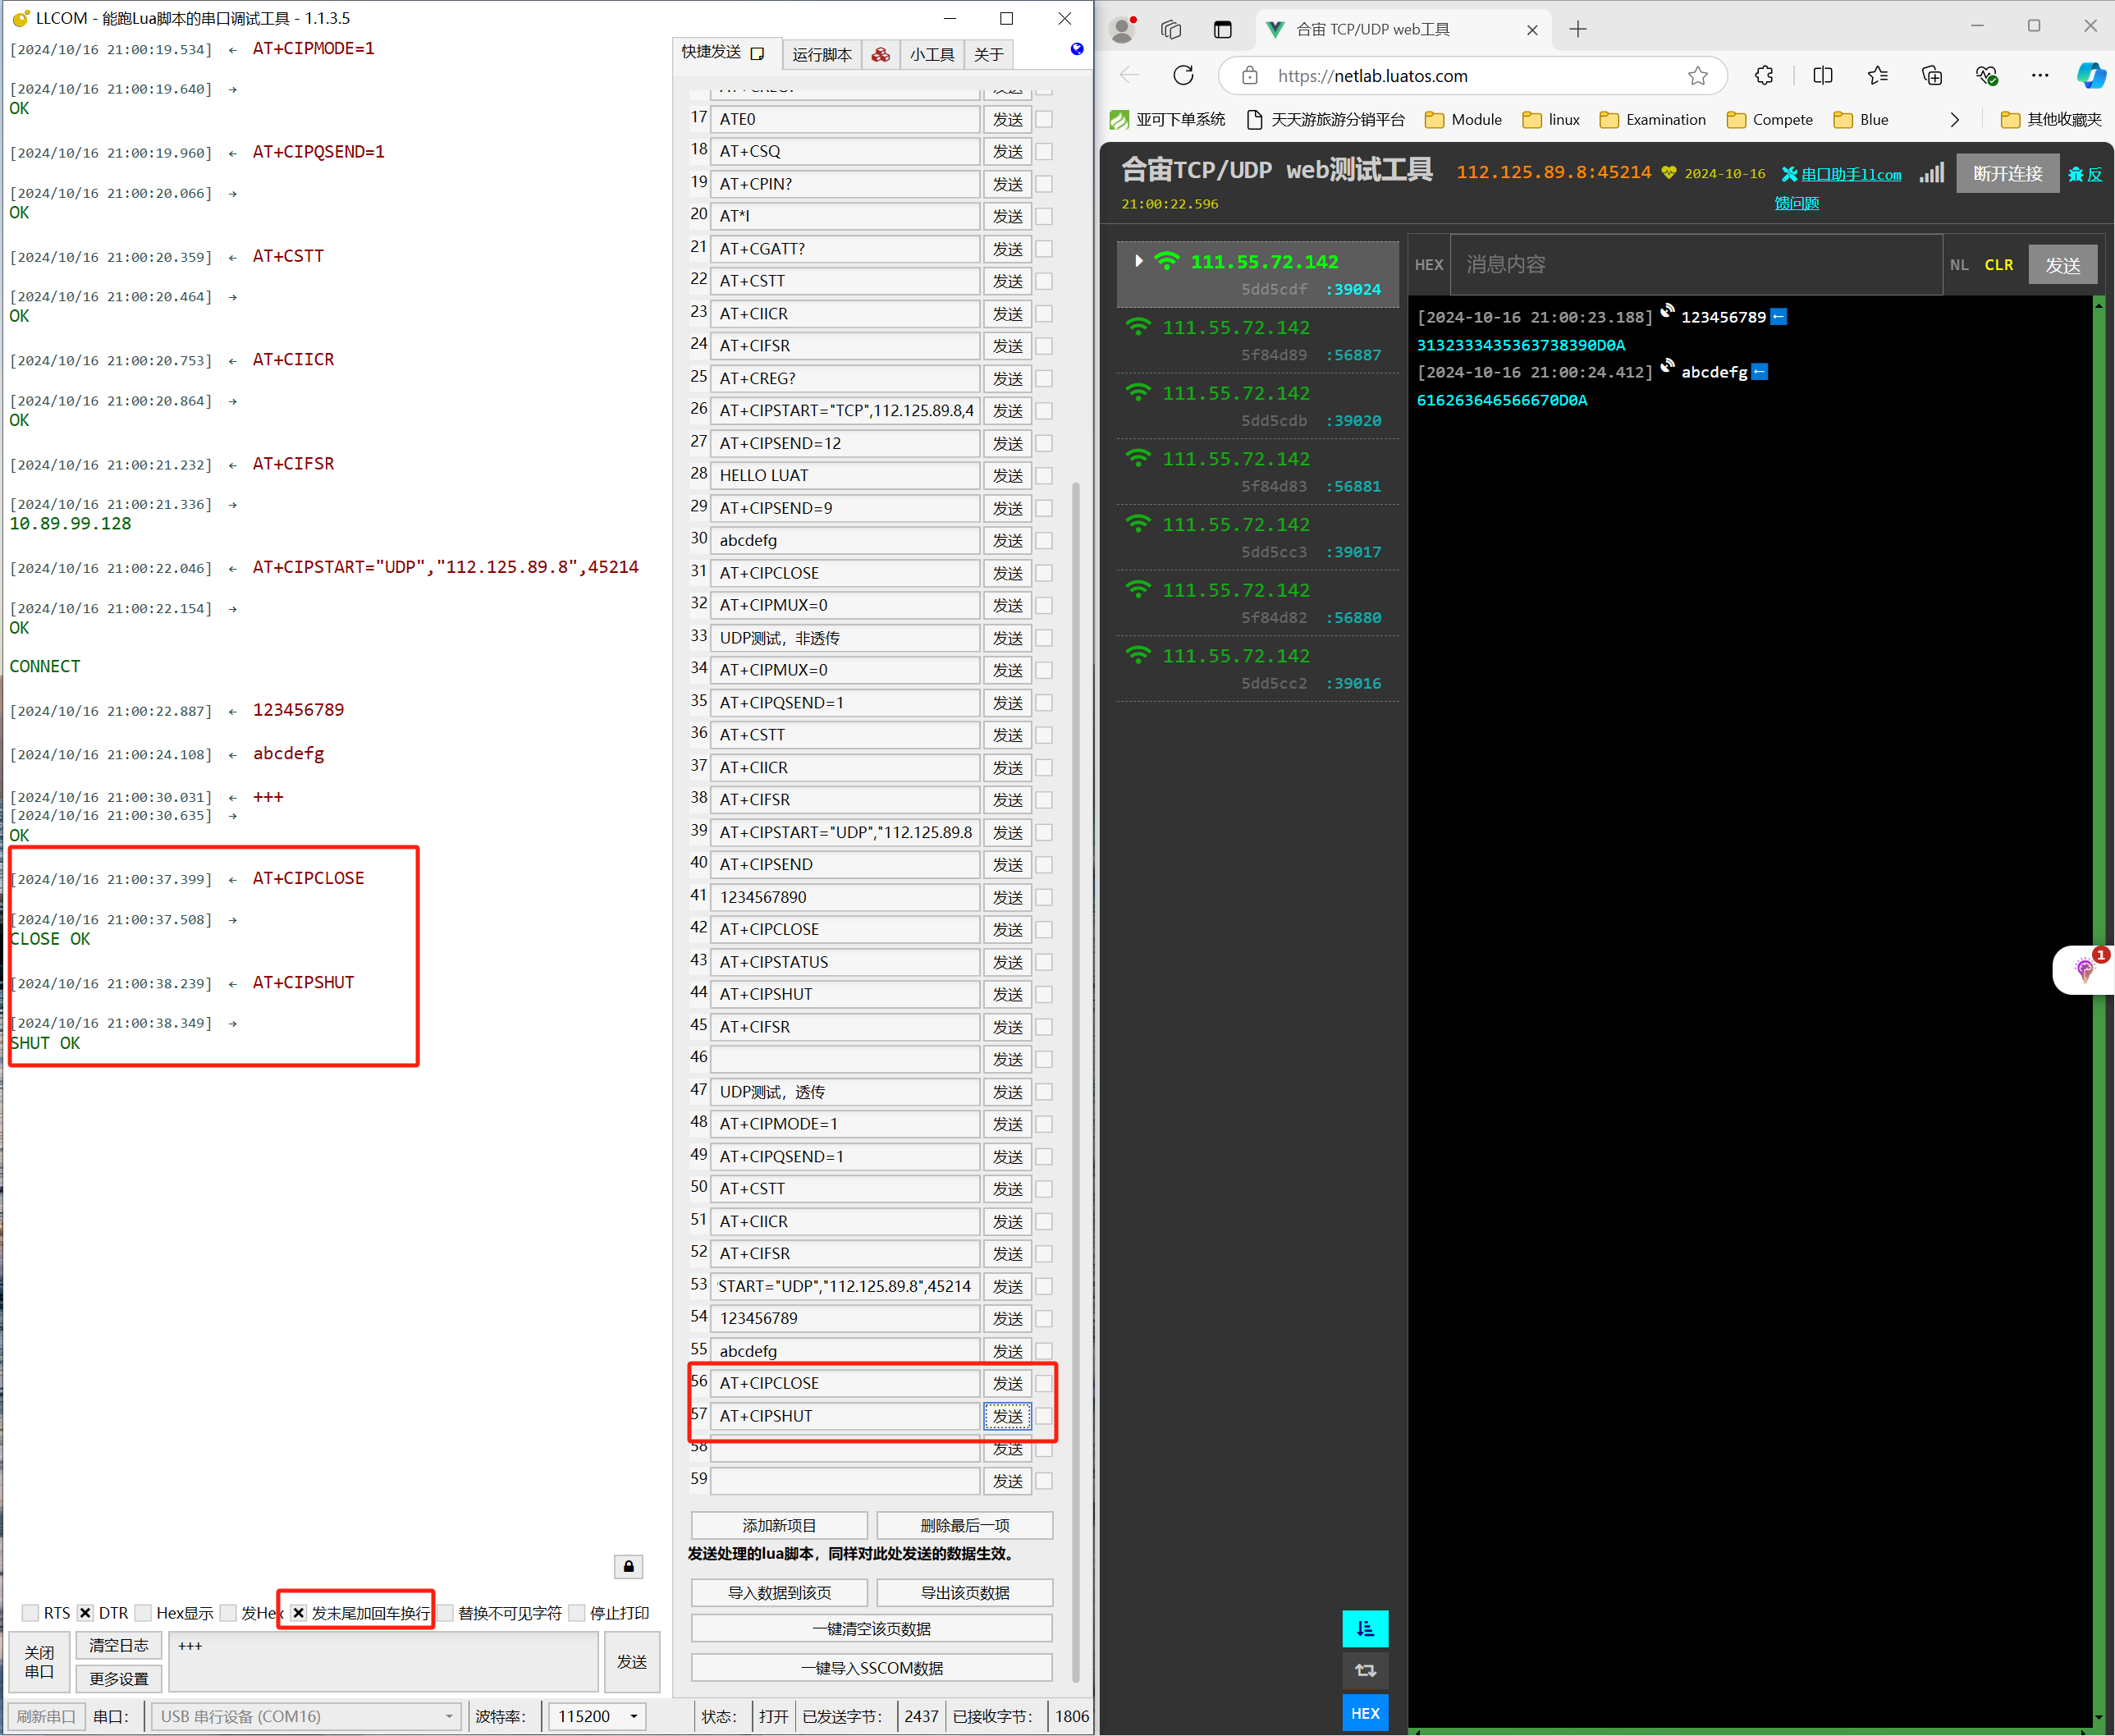 LLCOM - 能跑Lua脚本的串口调试工具 - 1.1.3.5
[2024/10/16 21:00:19.534] ← AT+CIPMODE=1
[2024/10/16 21:00:19.640] →
OK
[2024/10/16 21:00:19.960] ← AT+CIPQSEND=1
[2024/10/16 21:00:20.066] →
OK
[2024/10/16 21:00:20.359] ← AT+CSTT
[2024/10/16 21:00:20.464] →
OK
[2024/10/16 21:00:20.753] ← AT+CIICR
[2024/10/16 21:00:20.864] →
OK
[2024/10/16 21:00:21.232] ← AT+CIFSR
[2024/10/16 21:00:21.336] →
10.89.99.128
[2024/10/16 21:00:22.046] ← AT+CIPSTART="UDP","112.125.89.8",45214
[2024/10/16 21:00:22.154] →
OK
CONNECT
[2024/10/16 21:00:22.887] ← 123456789
[2024/10/16 21:00:24.108] ← abcdefg
[2024/10/16 21:00:30.031] ← +++
[2024/10/16 21:00:30.635] →
OK
[2024/10/16 21:00:37.399] ← AT+CIPCLOSE
[2024/10/16 21:00:37.508] →
CLOSE OK
[2024/10/16 21:00:38.239] ← AT+CIPSHUT
[2024/10/16 21:00:38.349] →
SHUT OK
RTS DTR Hex显示 发Hex 发末尾加回车换行 替换不可见字符 停止打印
关闭串口 清空日志 更多设置 +++ 发送
刷新串口 串口： USB 串行设备 (COM16) 波特率： 115200 状态： 打开 已发送字节： 2437 已接收字节： 1806
快捷发送 运行脚本 小工具 关于
17 ATE0 发送
18 AT+CSQ 发送
19 AT+CPIN? 发送
20 AT*I 发送
21 AT+CGATT? 发送
22 AT+CSTT 发送
23 AT+CIICR 发送
24 AT+CIFSR 发送
25 AT+CREG? 发送
26 AT+CIPSTART="TCP",112.125.89.8,4 发送
27 AT+CIPSEND=12 发送
28 HELLO LUAT 发送
29 AT+CIPSEND=9 发送
30 abcdefg 发送
31 AT+CIPCLOSE 发送
32 AT+CIPMUX=0 发送
33 UDP测试，非透传 发送
34 AT+CIPMUX=0 发送
35 AT+CIPQSEND=1 发送
36 AT+CSTT 发送
37 AT+CIICR 发送
38 AT+CIFSR 发送
39 AT+CIPSTART="UDP","112.125.89.8 发送
40 AT+CIPSEND 发送
41 1234567890 发送
42 AT+CIPCLOSE 发送
43 AT+CIPSTATUS 发送
44 AT+CIPSHUT 发送
45 AT+CIFSR 发送
46 发送
47 UDP测试，透传 发送
48 AT+CIPMODE=1 发送
49 AT+CIPQSEND=1 发送
50 AT+CSTT 发送
51 AT+CIICR 发送
52 AT+CIFSR 发送
53 START="UDP","112.125.89.8",45214 发送
54 123456789 发送
55 abcdefg 发送
56 AT+CIPCLOSE 发送
57 AT+CIPSHUT 发送
58 发送
59 发送
添加新项目 删除最后一项
发送处理的lua脚本，同样对此处发送的数据生效。
导入数据到该页 导出该页数据
一键清空该页数据
一键导入SSCOM数据
合宙 TCP/UDP web工具
https://netlab.luatos.com
亚可下单系统 天天游旅游分销平台 Module linux Examination Compete Blue 其他收藏夹
合宙TCP/UDP web测试工具 112.125.89.8:45214 2024-10-16 串口助手llcom 断开连接 反
21:00:22.596 馈问题
111.55.72.142
5dd5cdf :39024
111.55.72.142
5f84d89 :56887
111.55.72.142
5dd5cdb :39020
111.55.72.142
5f84d83 :56881
111.55.72.142
5dd5cc3 :39017
111.55.72.142
5f84d82 :56880
111.55.72.142
5dd5cc2 :39016
HEX 消息内容 NL CLR 发送
[2024-10-16 21:00:23.188] 123456789
3132333435363738390D0A
[2024-10-16 21:00:24.412] abcdefg
616263646566670D0A
1
HEX